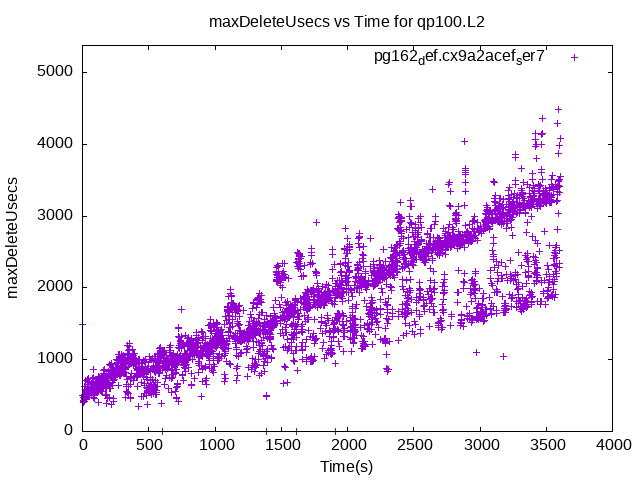 maxDeleteUsecs vs Time for qp100.L2
pg162def.cx9a2acefser7
5000
4000
3000
2000
1000
0
maxDeleteUsecs
0 500 1000 1500 2000 2500 3000 3500 4000
Time(s)